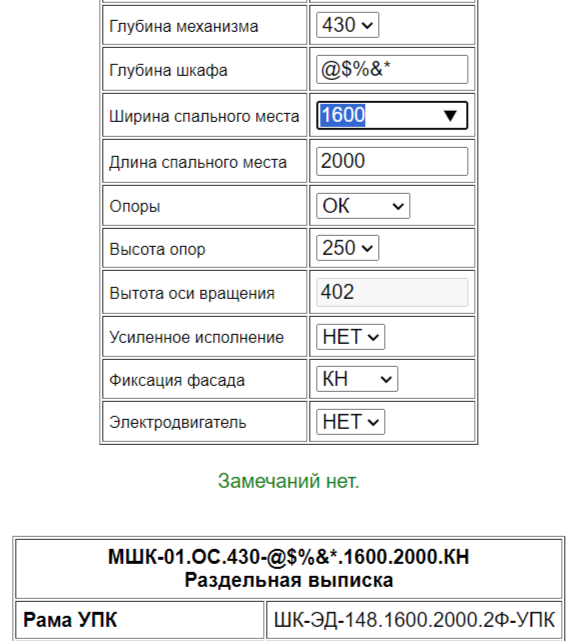 Глубина механизма 430
Глубина шкафа @$%&*
Ширина спального места 1600
Длина спального места 2000
Опоры ОК
Высота опор 250
Вытота оси вращения 402
Усиленное исполнение НЕТ
Фиксация фасада КН
Электродвигатель НЕТ
Замечаний нет.
МШК-01.ОС.430-@$%&*.1600.2000.КН
Раздельная выписка
Рама УПК ШК-ЭД-148.1600.2000.2Ф-УПК